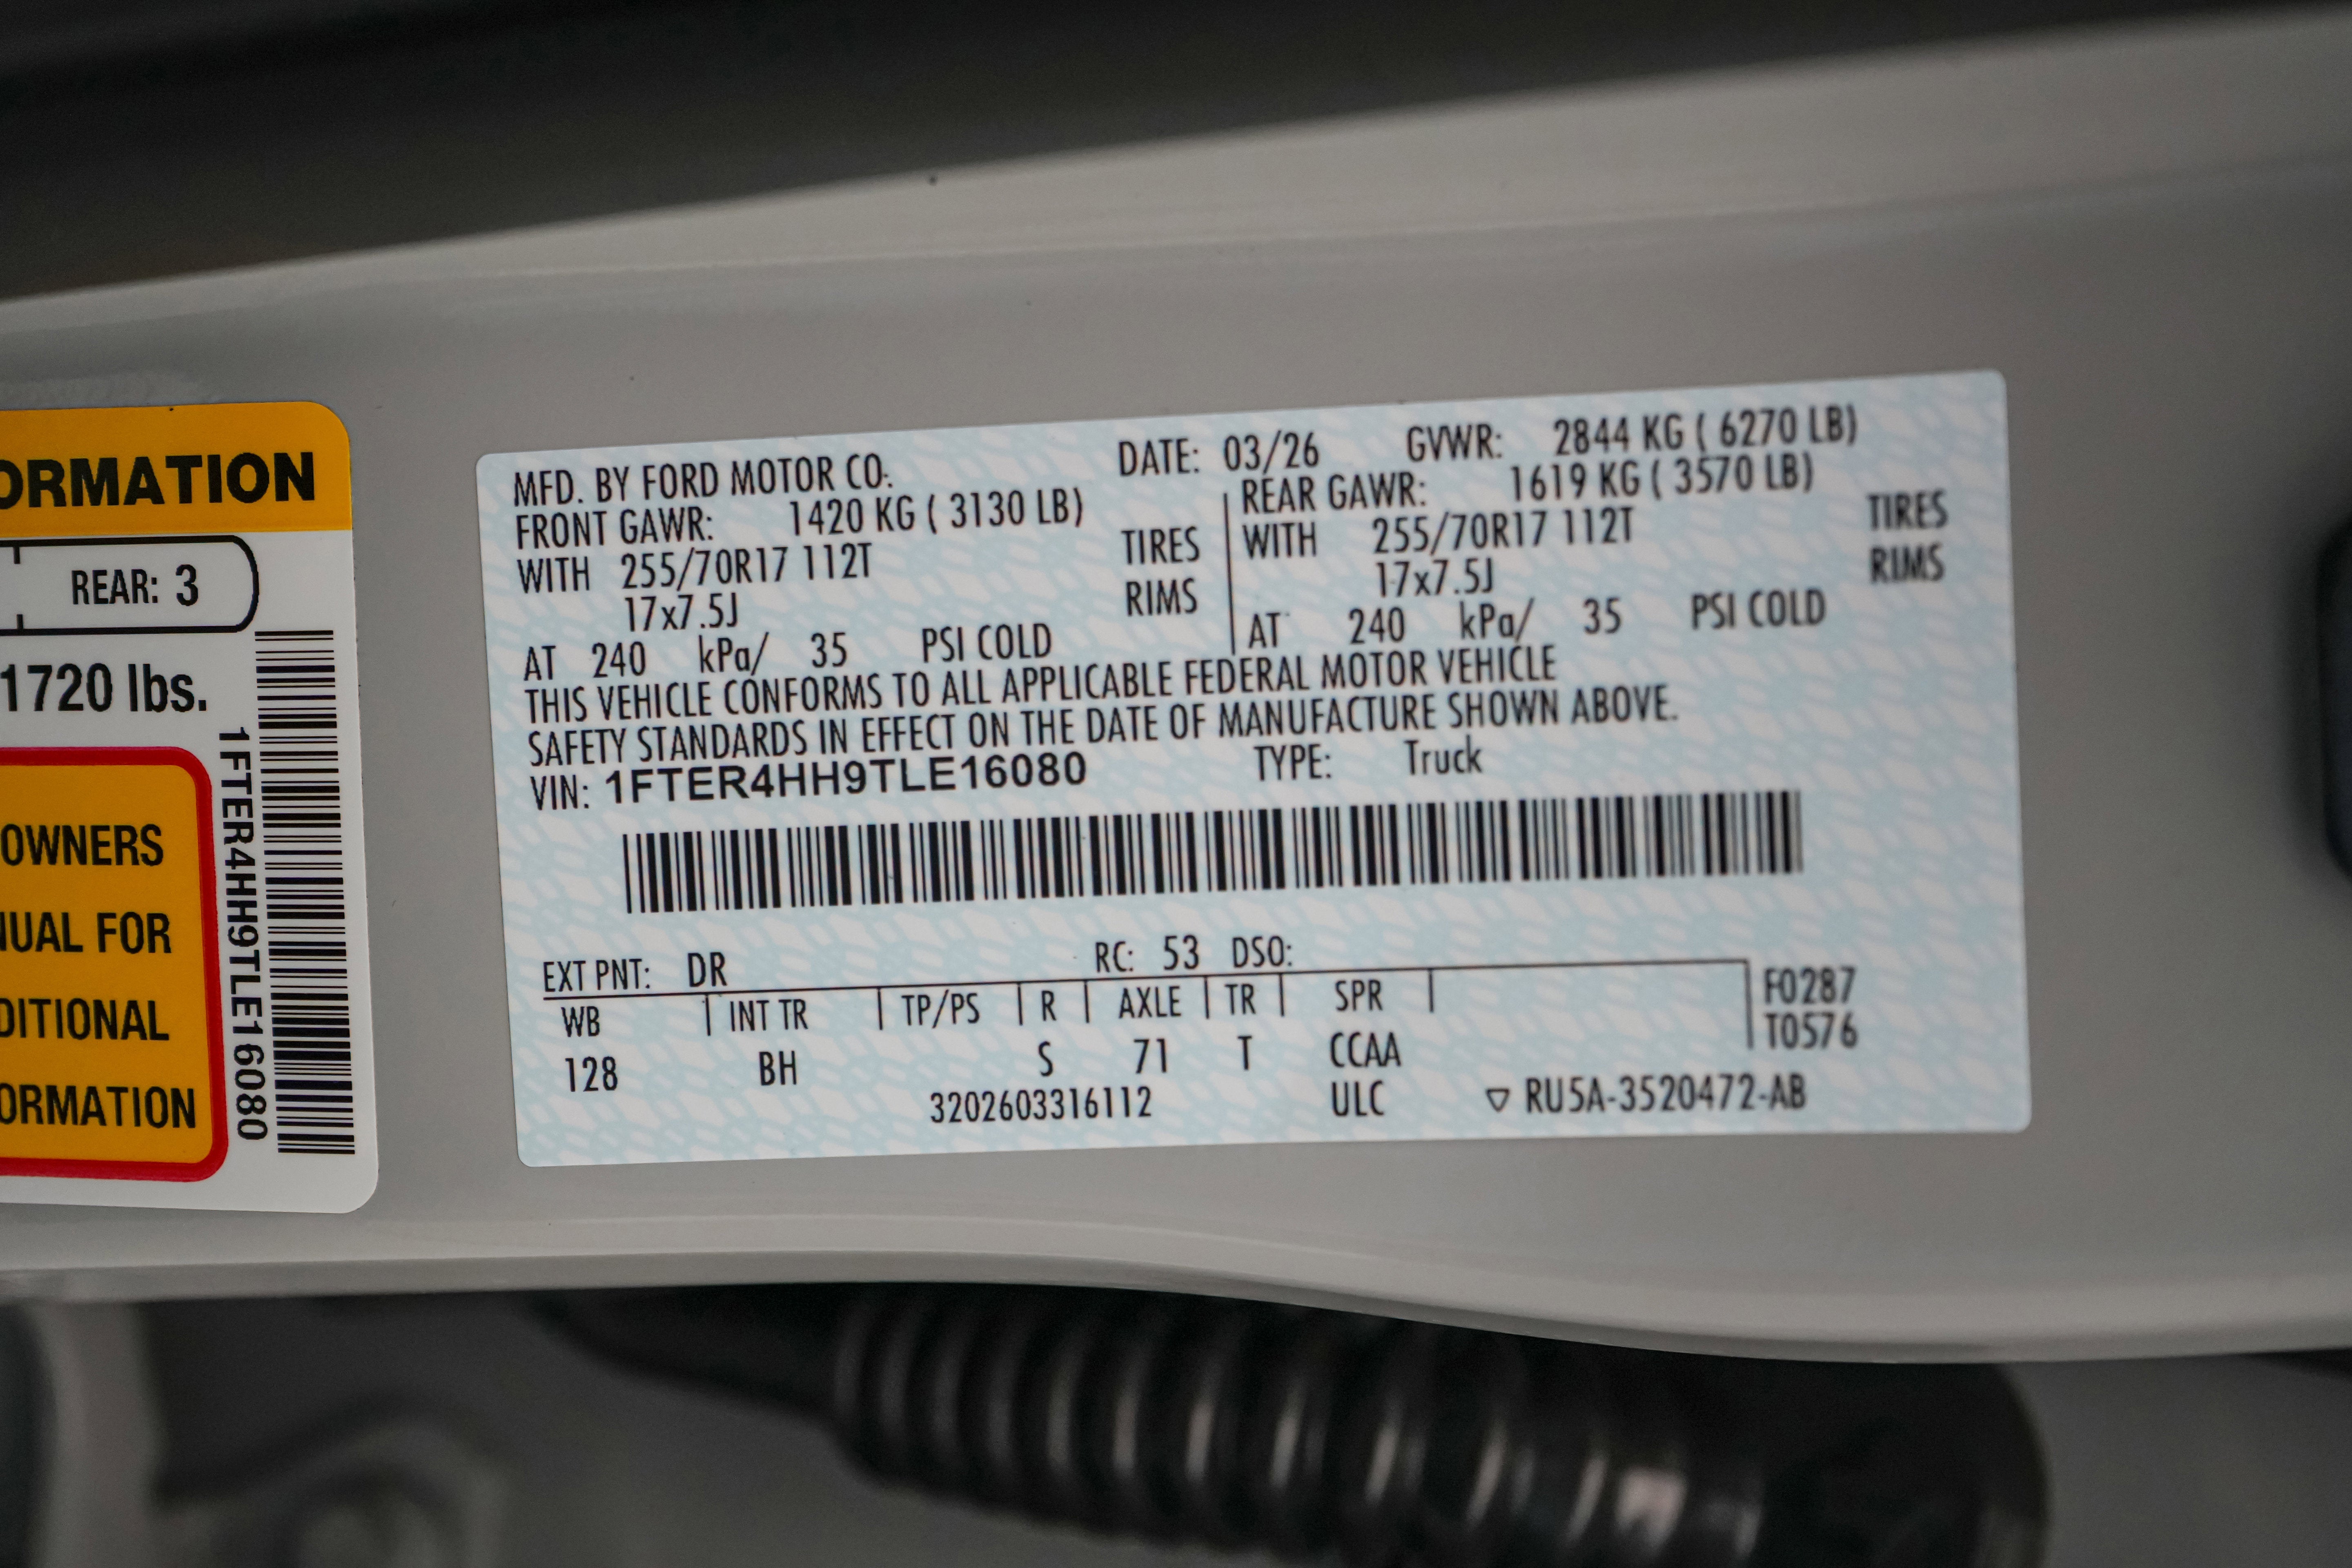 ORMATION
REAR: 3
1720 lbs.
OWNERS
NUAL FOR
DITIONAL
ORMATION
1FTER4HH9TLE16080
MFD. BY FORD MOTOR CO. DATE: 03/26 GVWR: 2844 KG ( 6270 LB)
FRONT GAWR: 1420 KG ( 3130 LB) REAR GAWR: 1619 KG ( 3570 LB)
WITH 255/70R17 112T TIRES WITH 255/70R17 112T TIRES
17x7.5J RIMS 17x7.5J RIMS
AT 240 kPa/ 35 PSI COLD AT 240 kPa/ 35 PSI COLD
THIS VEHICLE CONFORMS TO ALL APPLICABLE FEDERAL MOTOR VEHICLE
SAFETY STANDARDS IN EFFECT ON THE DATE OF MANUFACTURE SHOWN ABOVE.
VIN: 1FTER4HH9TLE16080 TYPE: Truck
EXT PNT: DR RC: 53 DSO:
WB INT TR TP/PS R AXLE TR SPR F0287
T0576
128 BH S 71 T CCAA
3202603316112 ULC ▽ RU5A-3520472-AB